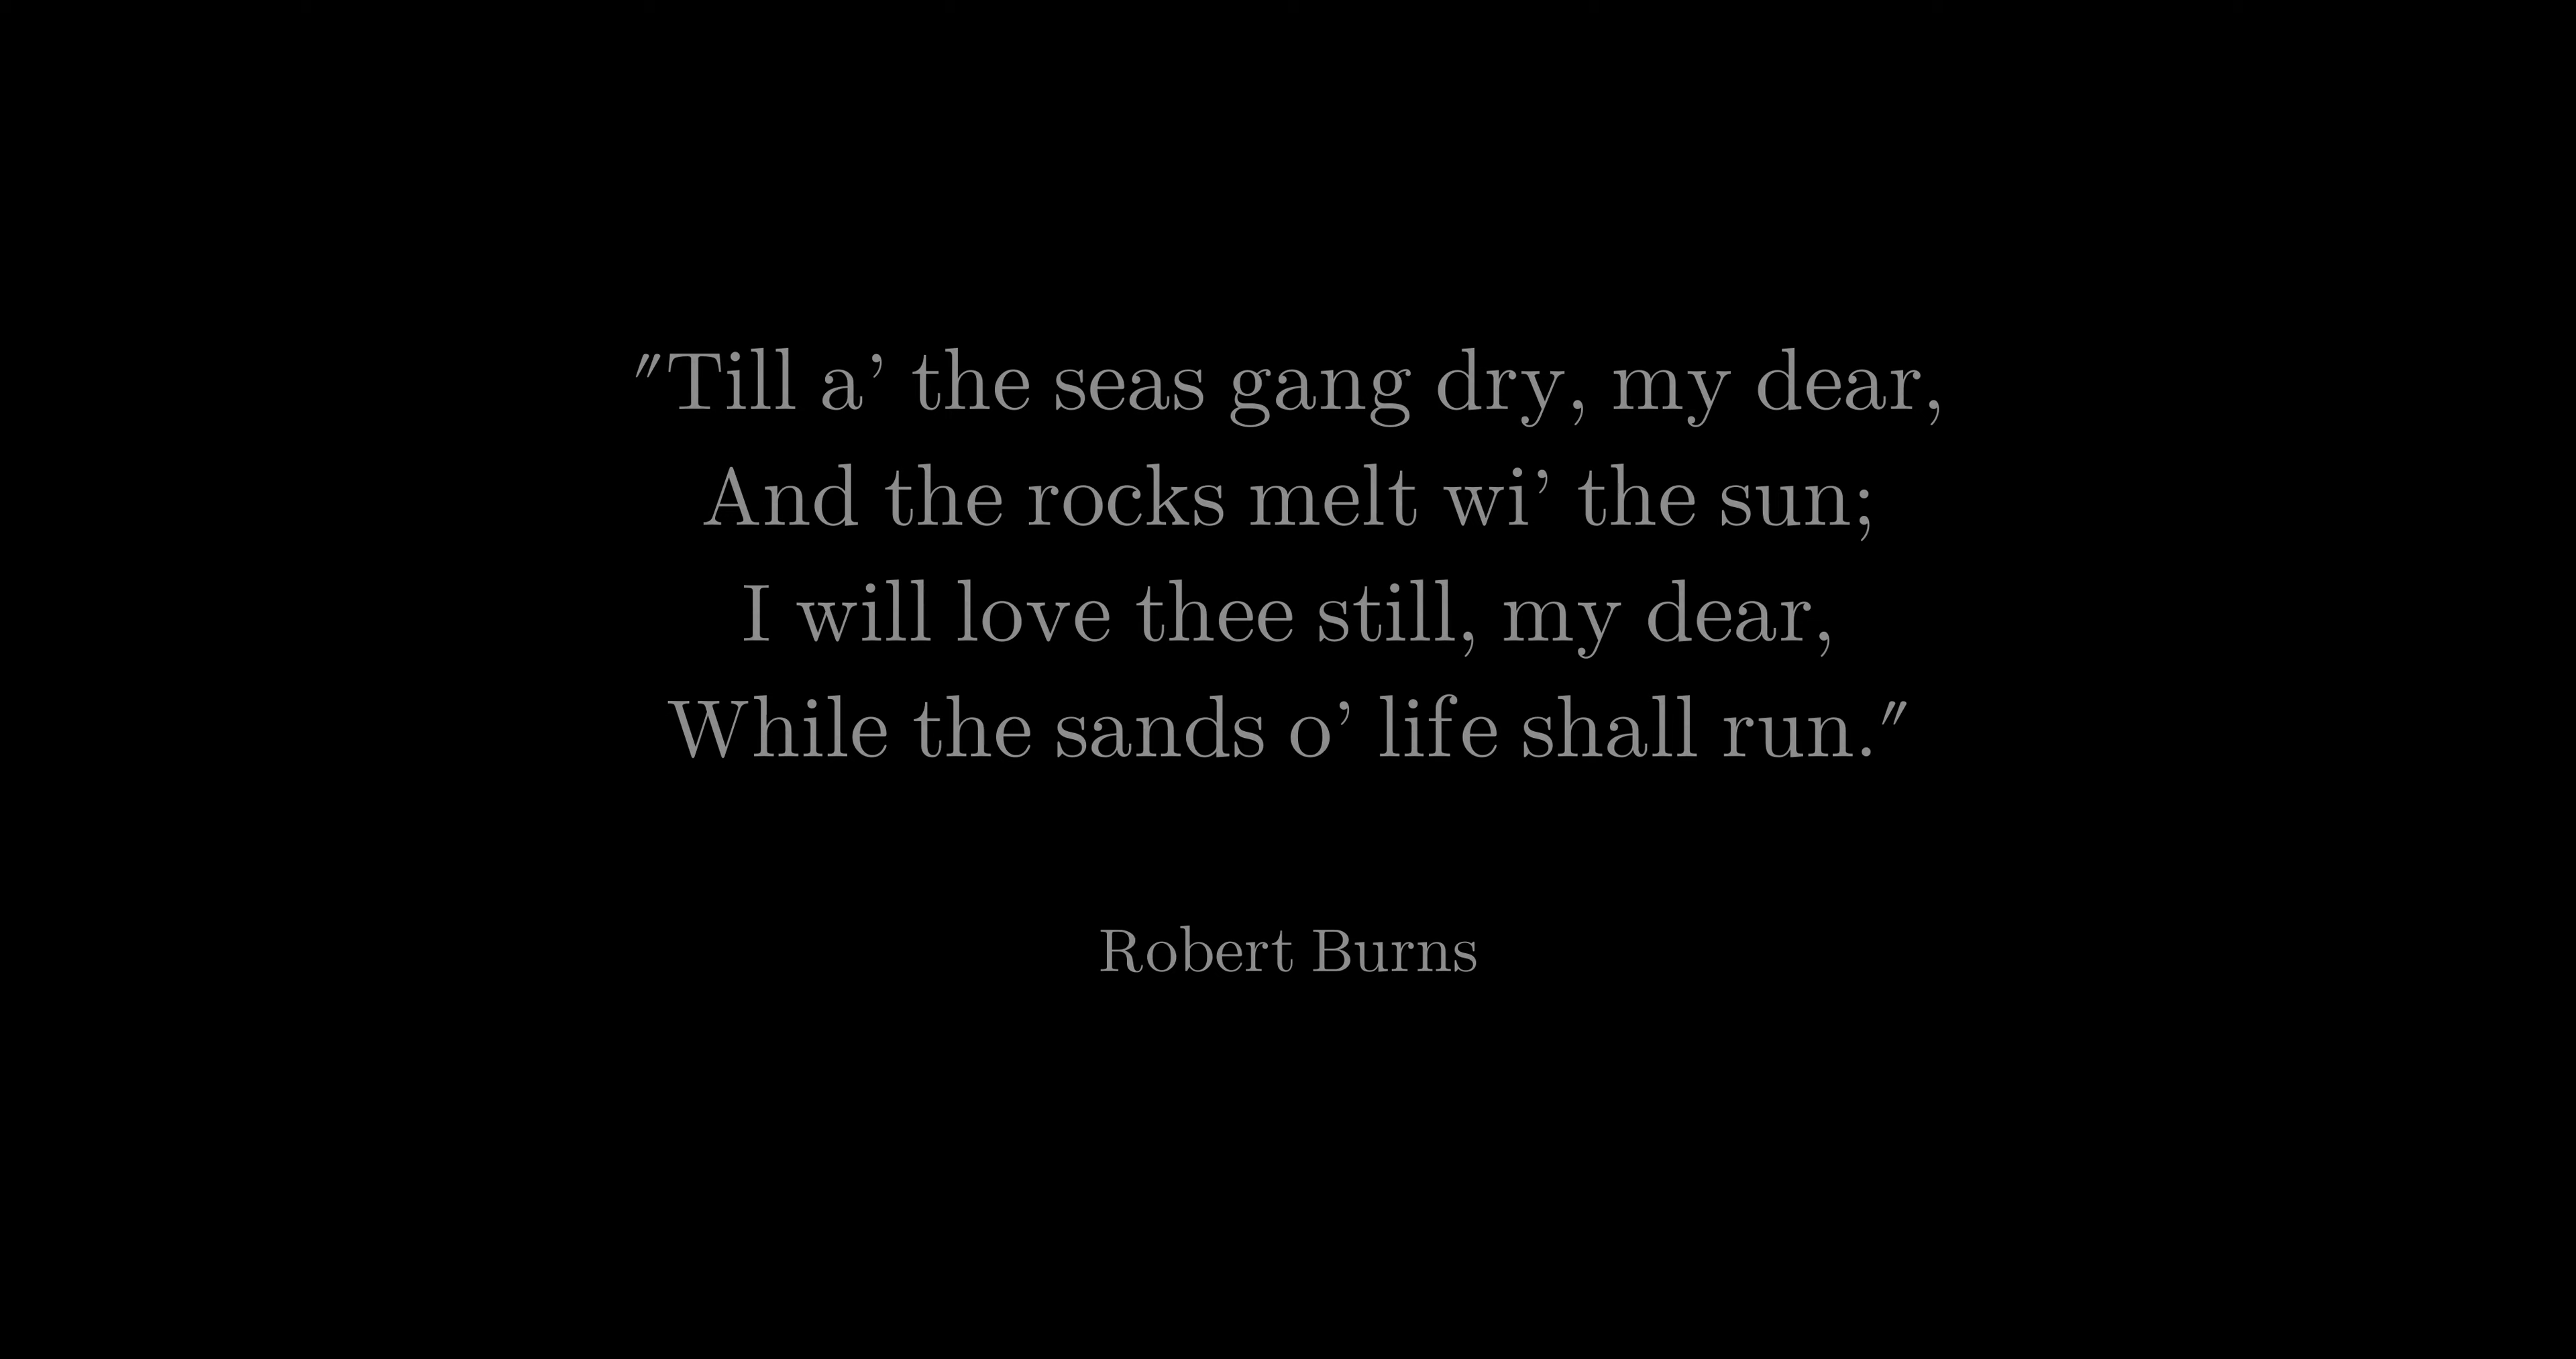 "Till a’ the seas gang dry, my dear,
And the rocks melt wi’ the sun;
I will love thee still, my dear,
While the sands o’ life shall run."
Robert Burns